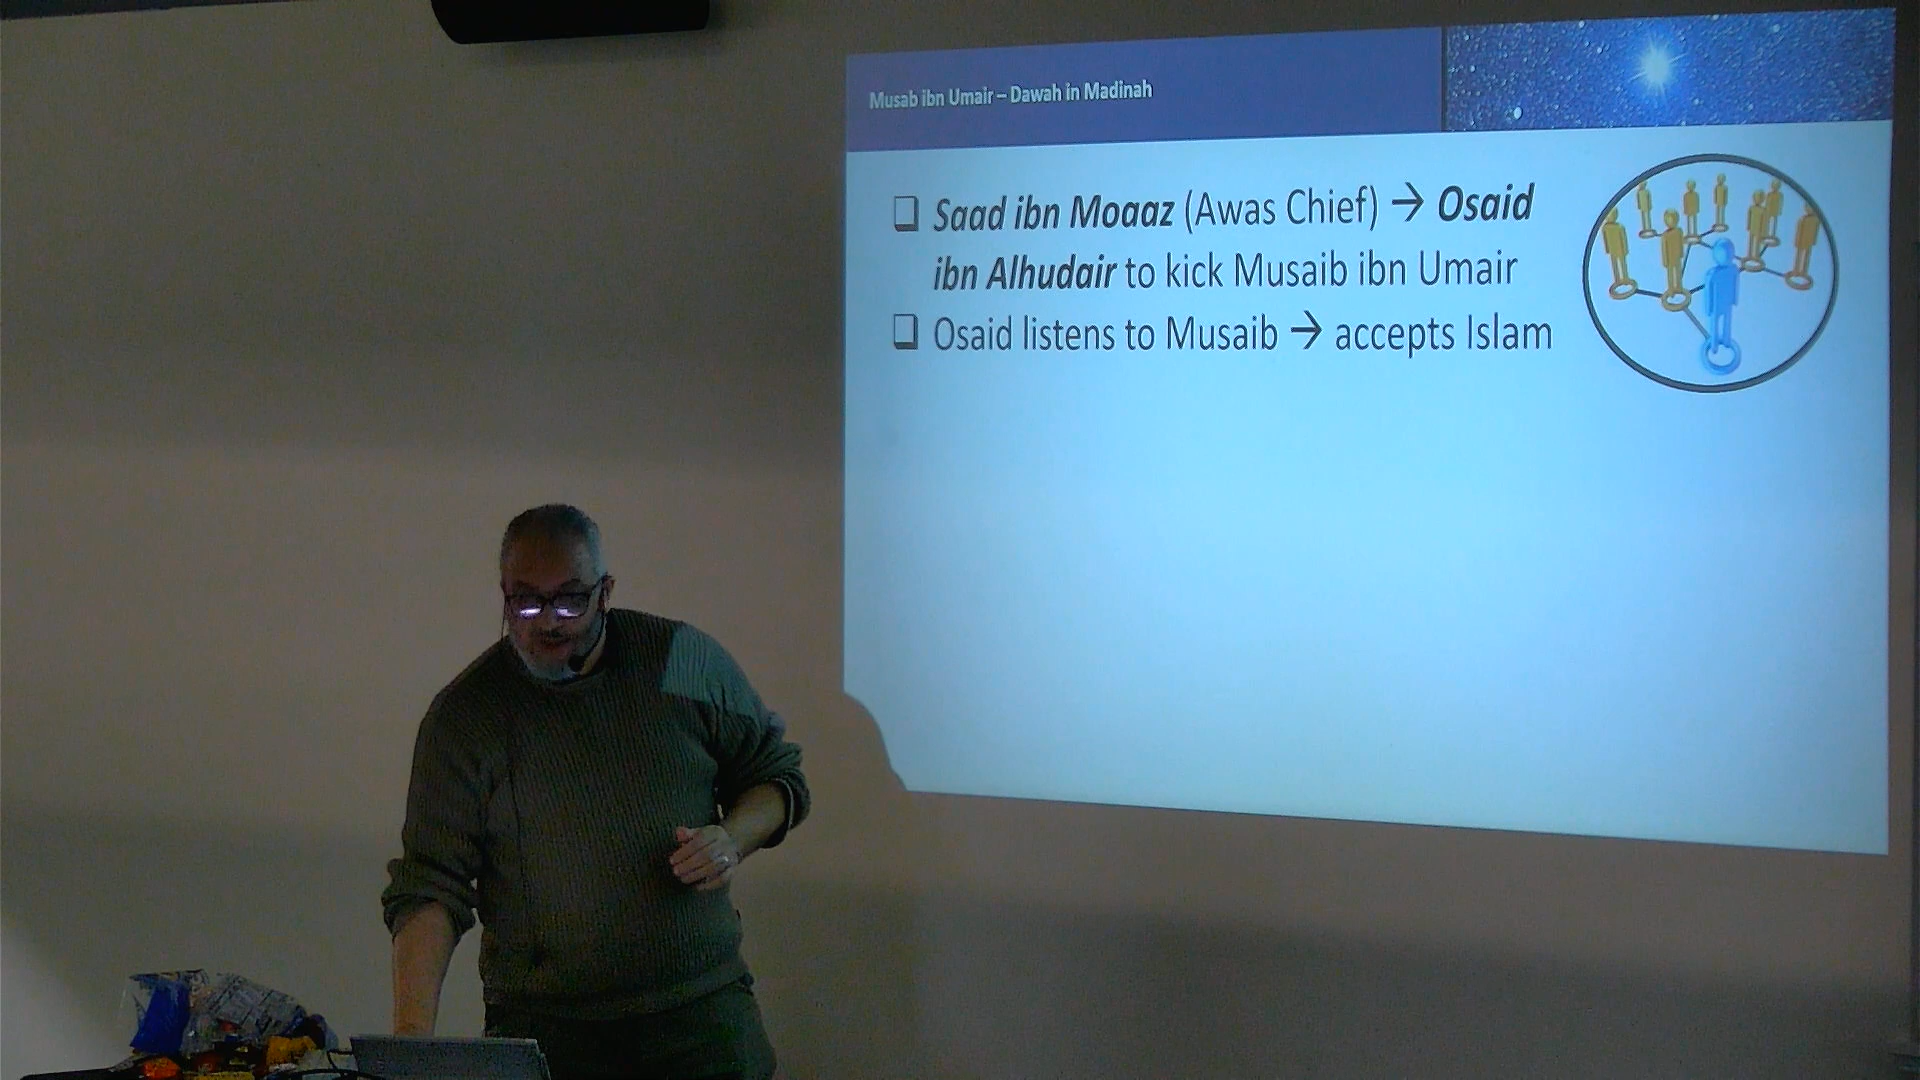 Musab ibn Umair – Dawah in Madinah
❑ Saad ibn Moaaz (Awas Chief) → Osaid
ibn Alhudair to kick Musaib ibn Umair
❑ Osaid listens to Musaib → accepts Islam